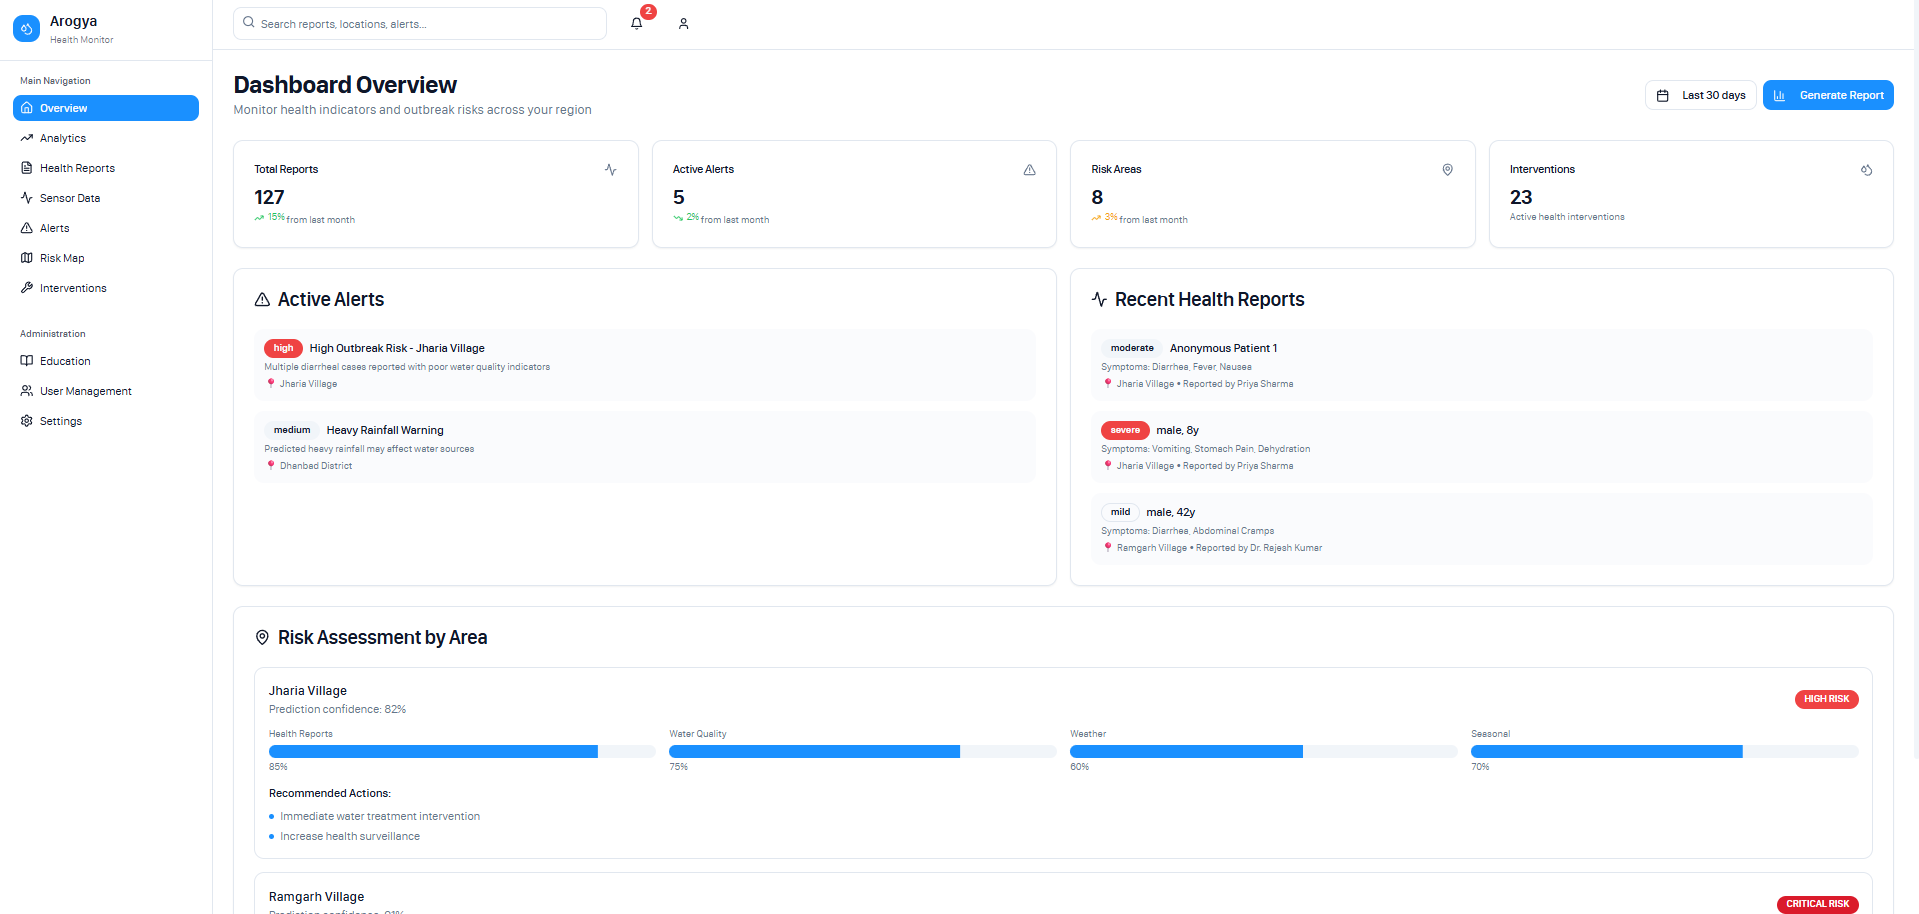 Arogya
Health Monitor
Main Navigation
Overview
Analytics
Health Reports
Sensor Data
Alerts
Risk Map
Interventions
Administration
Education
User Management
Settings
Search reports, locations, alerts...
2
Dashboard Overview
Monitor health indicators and outbreak risks across your region
Last 30 days
Generate Report
Total Reports
127
15% from last month
Active Alerts
5
2% from last month
Risk Areas
8
3% from last month
Interventions
23
Active health interventions
Active Alerts
high High Outbreak Risk - Jharia Village
Multiple diarrheal cases reported with poor water quality indicators
Jharia Village
medium Heavy Rainfall Warning
Predicted heavy rainfall may affect water sources
Dhanbad District
Recent Health Reports
moderate Anonymous Patient 1
Symptoms: Diarrhea, Fever, Nausea
Jharia Village • Reported by Priya Sharma
severe male, 8y
Symptoms: Vomiting, Stomach Pain, Dehydration
Jharia Village • Reported by Priya Sharma
mild male, 42y
Symptoms: Diarrhea, Abdominal Cramps
Ramgarh Village • Reported by Dr. Rajesh Kumar
Risk Assessment by Area
Jharia Village
Prediction confidence: 82%
HIGH RISK
Health Reports
85%
Water Quality
75%
Weather
60%
Seasonal
70%
Recommended Actions:
Immediate water treatment intervention
Increase health surveillance
Ramgarh Village
CRITICAL RISK
Prediction confidence: